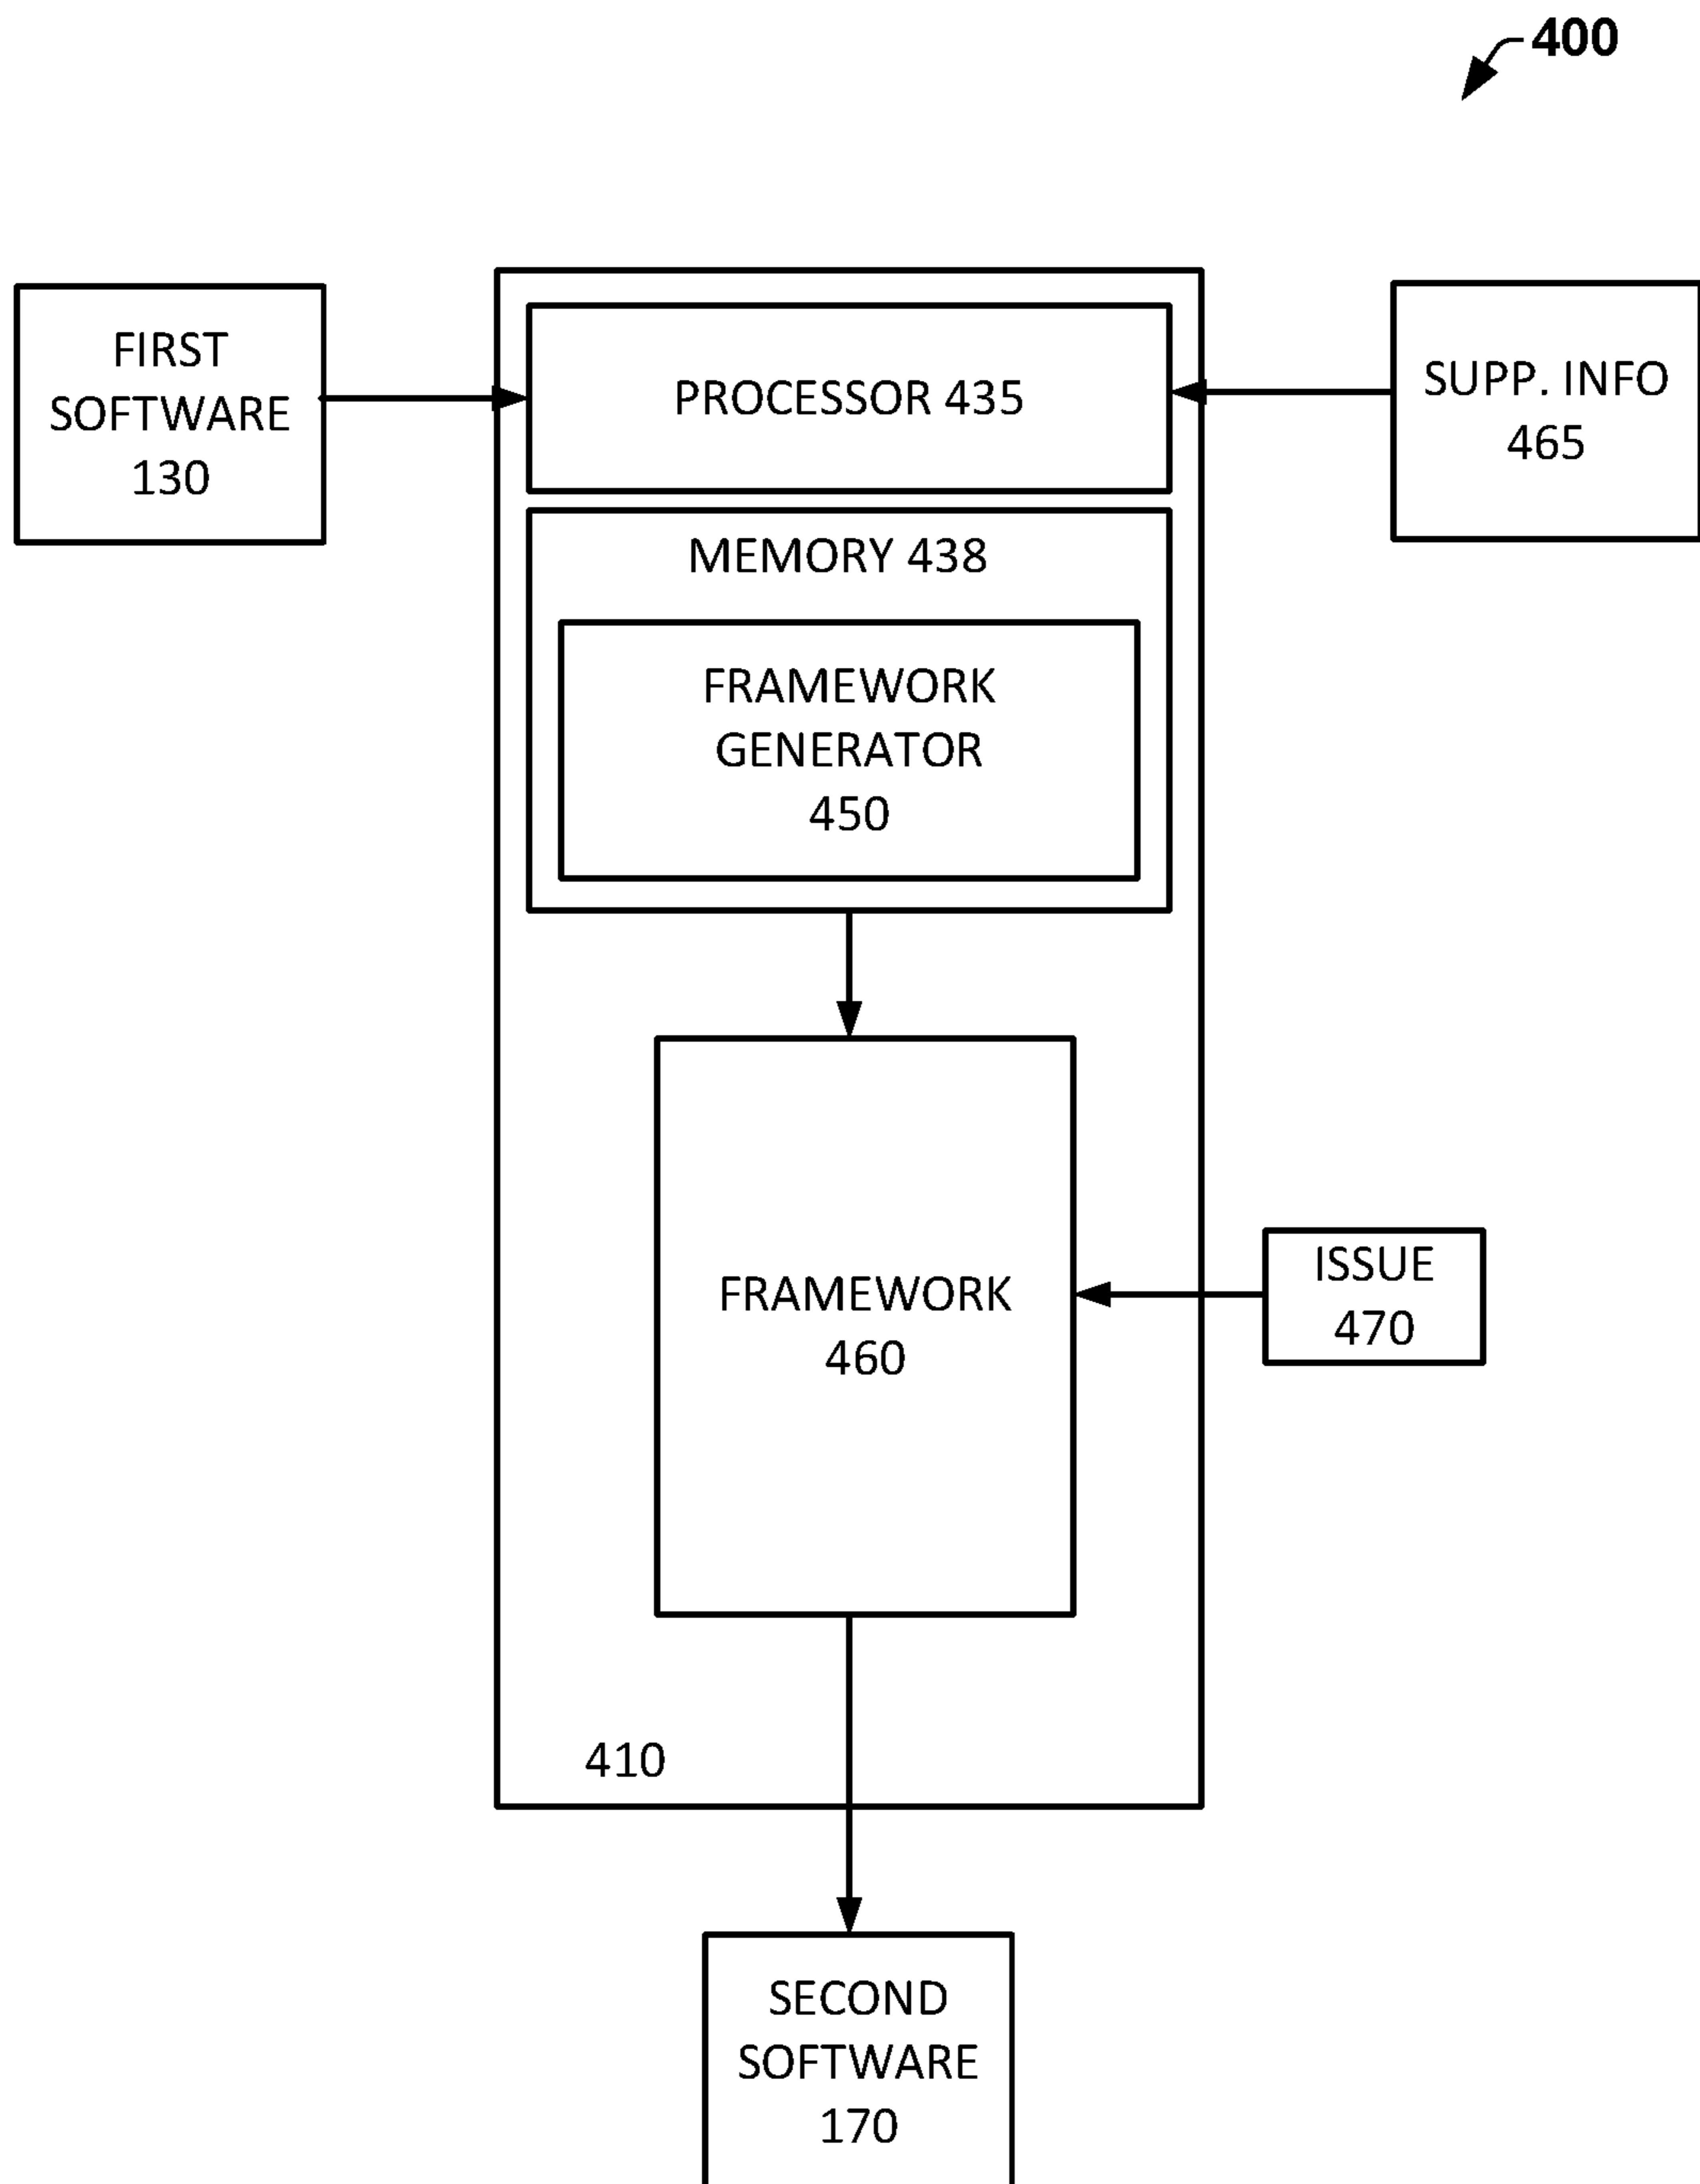 400
FIRST
SOFTWARE
130
PROCESSOR 435
SUPP. INFO
465
MEMORY 438
FRAMEWORK
GENERATOR
450
FRAMEWORK
460
ISSUE
470
410
SECOND
SOFTWARE
170